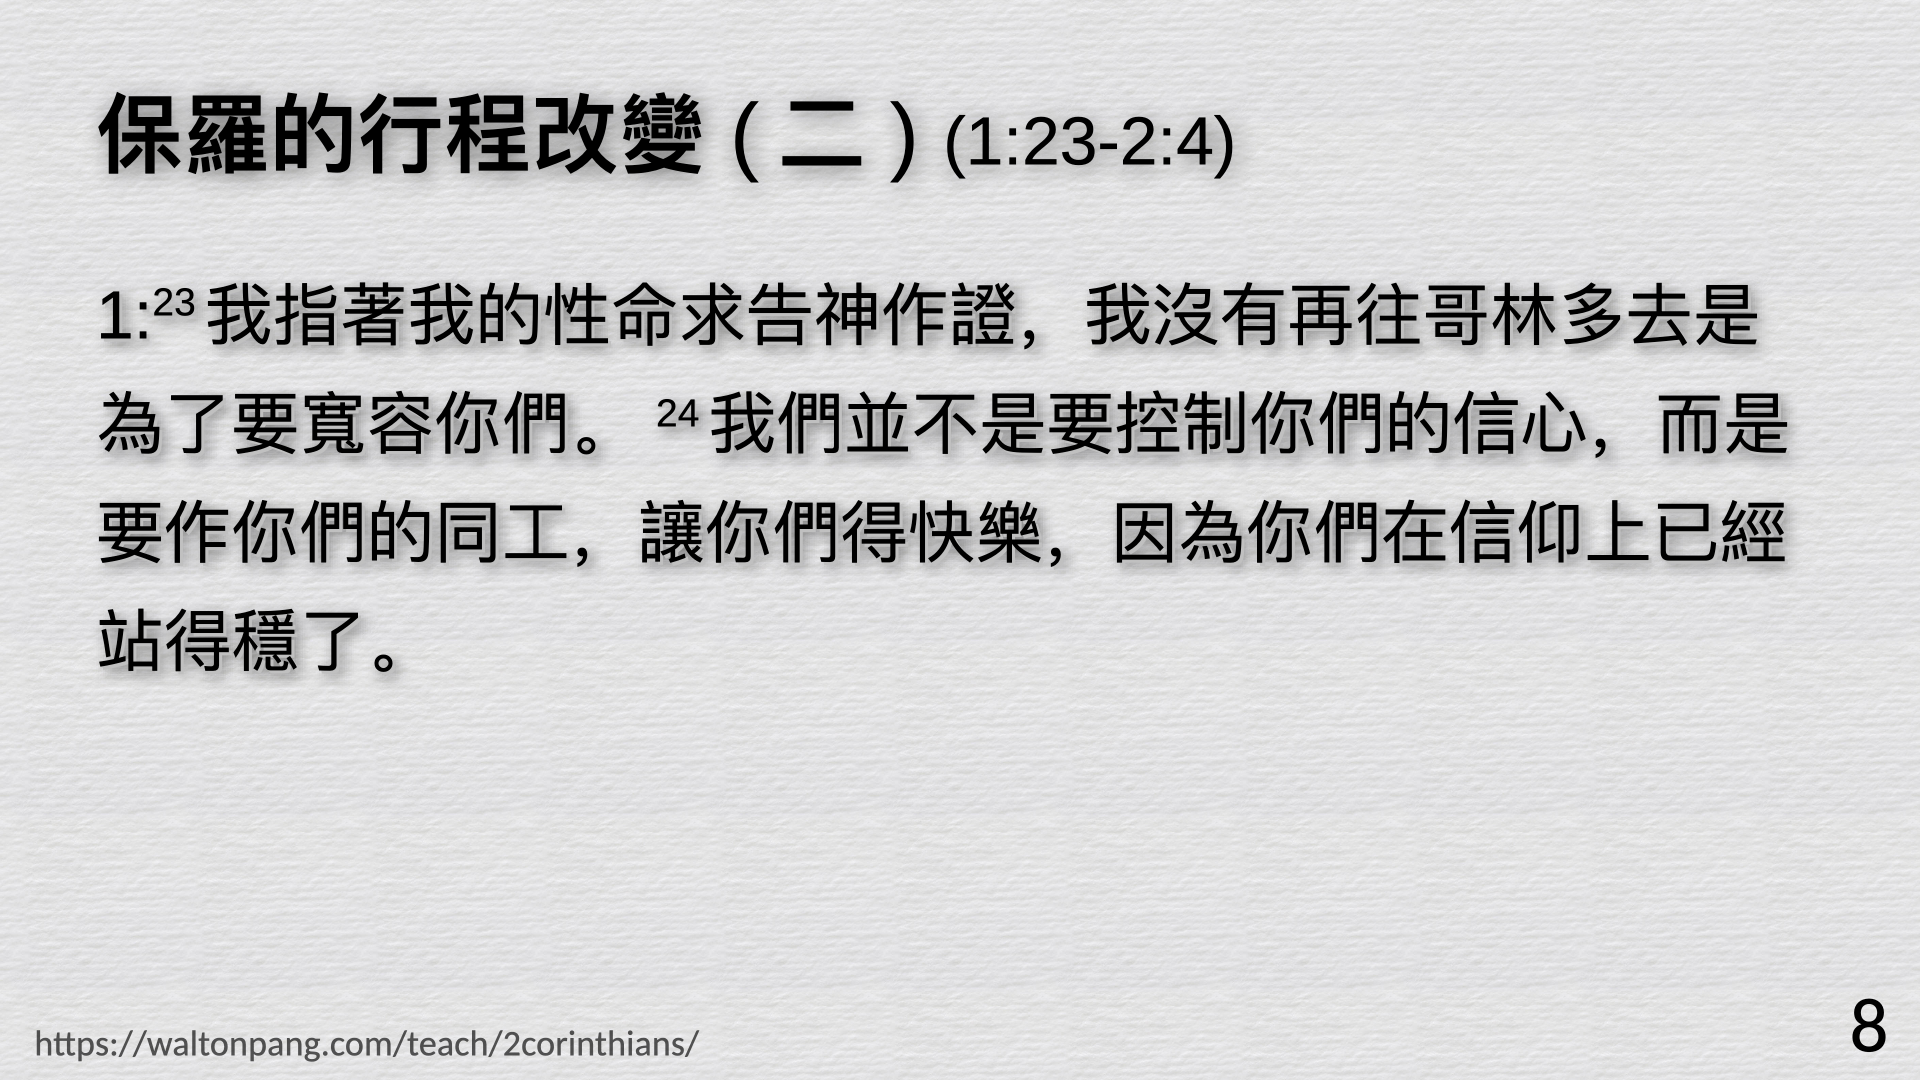 保羅的行程改變 ( 二 ) (1:23-2:4)
1:23 我指著我的性命求告神作證，我沒有再往哥林多去是
為了要寬容你們。 24 我們並不是要控制你們的信心，而是
要作你們的同工，讓你們得快樂，因為你們在信仰上已經
站得穩了。
https://waltonpang.com/teach/2corinthians/
8